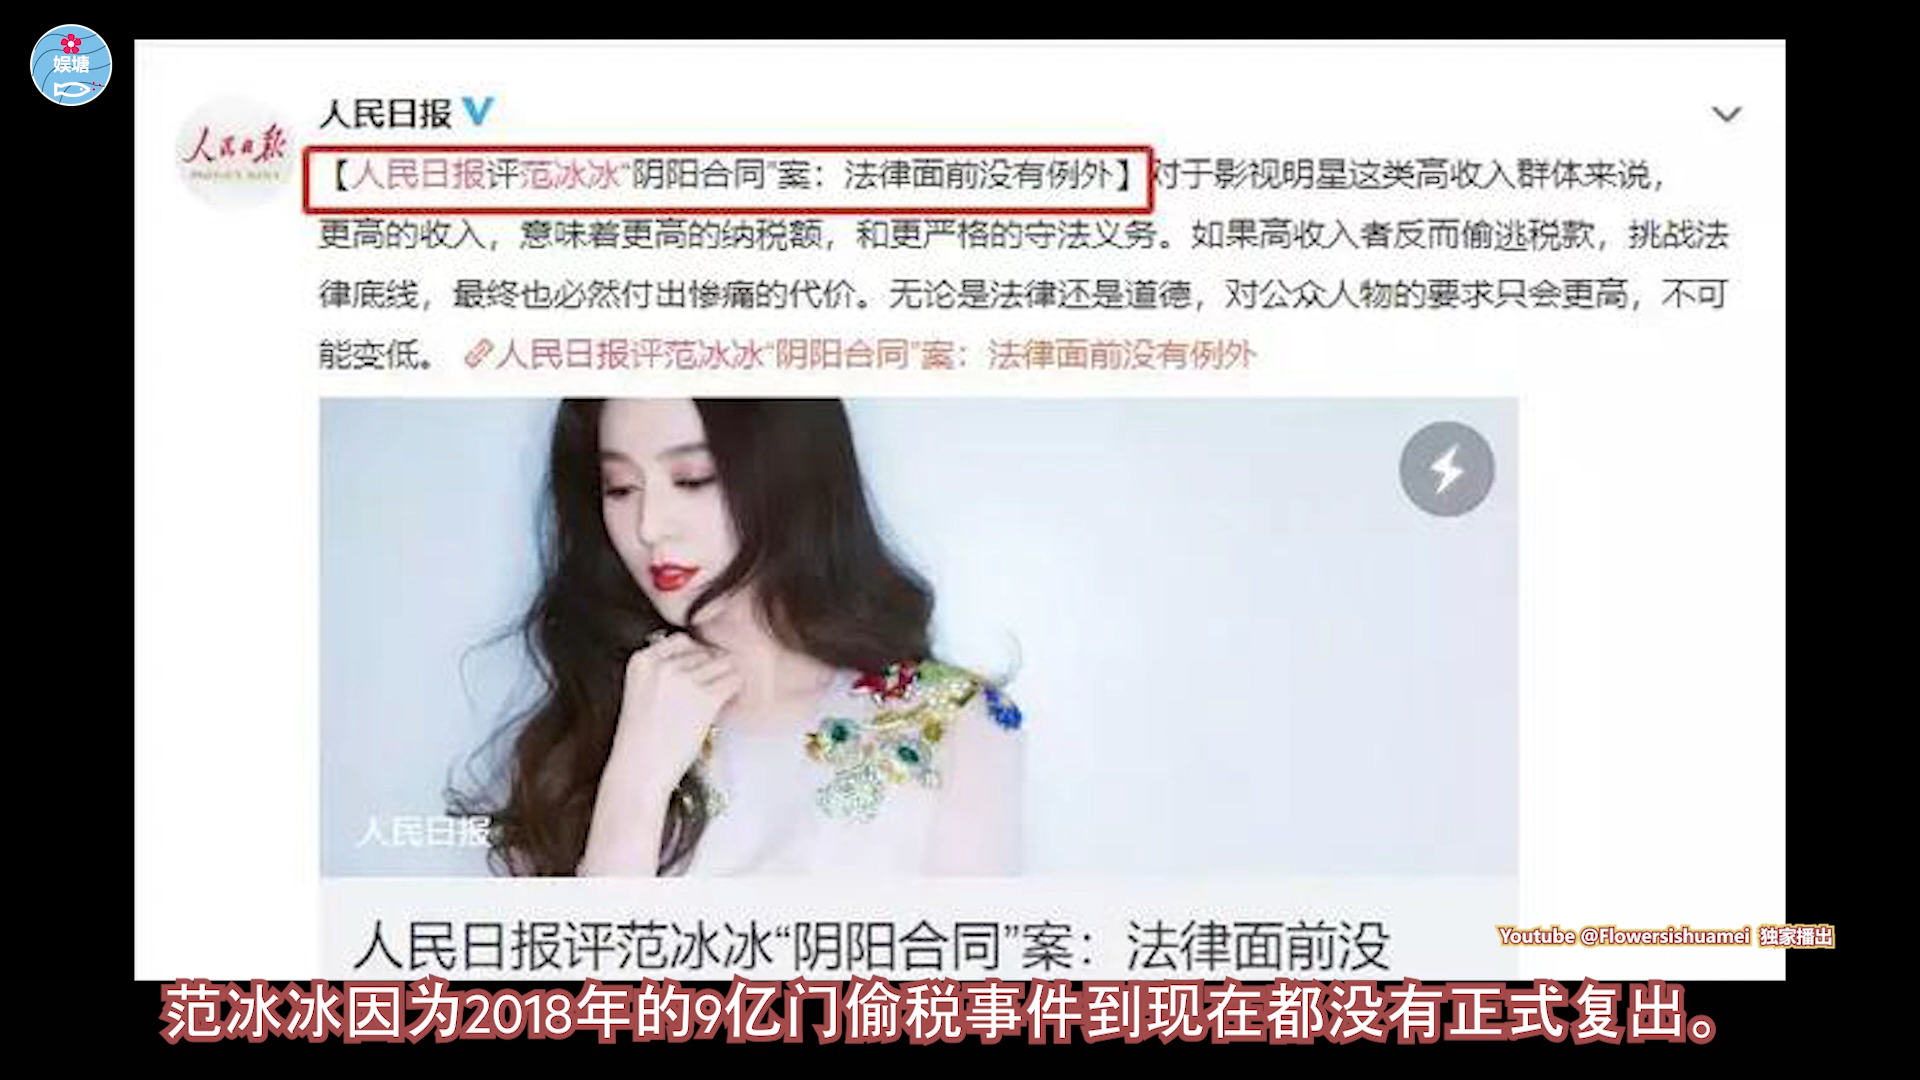 娱塘
人民日报
人民日报 V
【人民日报评范冰冰“阴阳合同”案：法律面前没有例外】对于影视明星这类高收入群体来说，
更高的收入，意味着更高的纳税额，和更严格的守法义务。如果高收入者反而偷逃税款，挑战法
律底线，最终也必然付出惨痛的代价。无论是法律还是道德，对公众人物的要求只会更高，不可
能变低。 人民日报评范冰冰“阴阳合同”案：法律面前没有例外
人民日报
人民日报评范冰冰“阴阳合同”案：法律面前没
Youtube @Flowersishuamei 独家播出
范冰冰因为2018年的9亿门偷税事件到现在都没有正式复出。